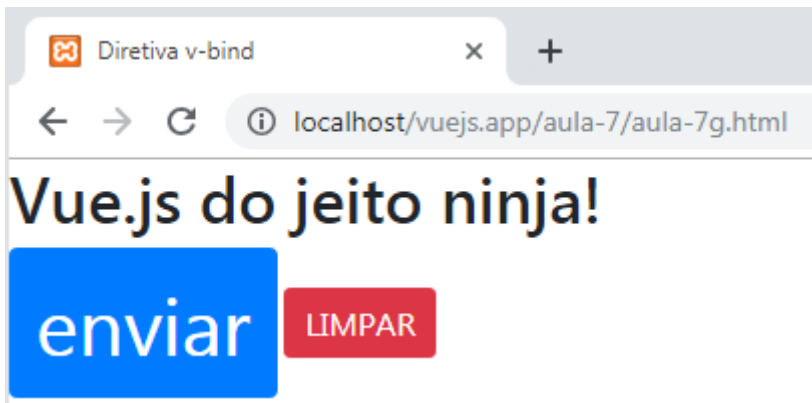 Diretiva v-bind
localhost/vuejs.app/aula-7/aula-7g.html
Vue.js do jeito ninja!
enviar LIMPAR